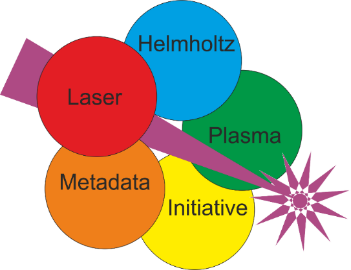 Helmholtz
Laser
Plasma
Metadata
Initiative